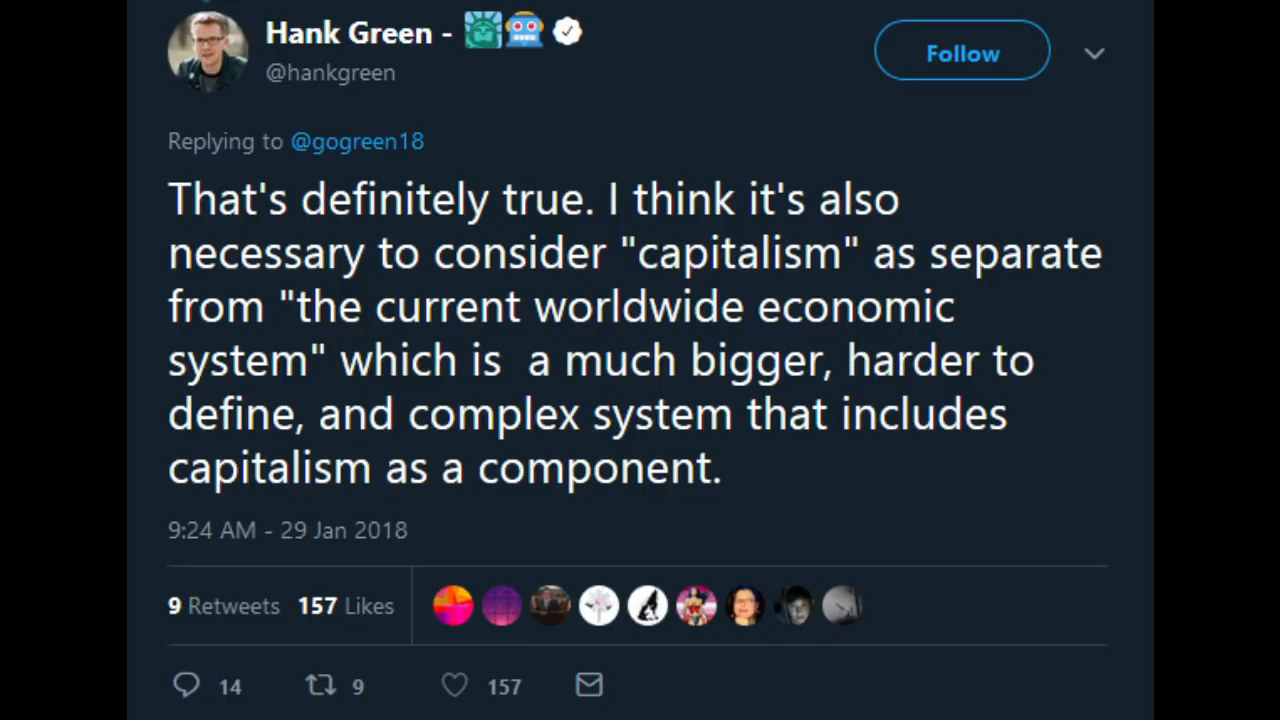 Hank Green -
@hankgreen
Follow
Replying to @gogreen18
That's definitely true. I think it's also
necessary to consider "capitalism" as separate
from "the current worldwide economic
system" which is  a much bigger, harder to
define, and complex system that includes
capitalism as a component.
9:24 AM - 29 Jan 2018
9 Retweets 157 Likes
14 9 157